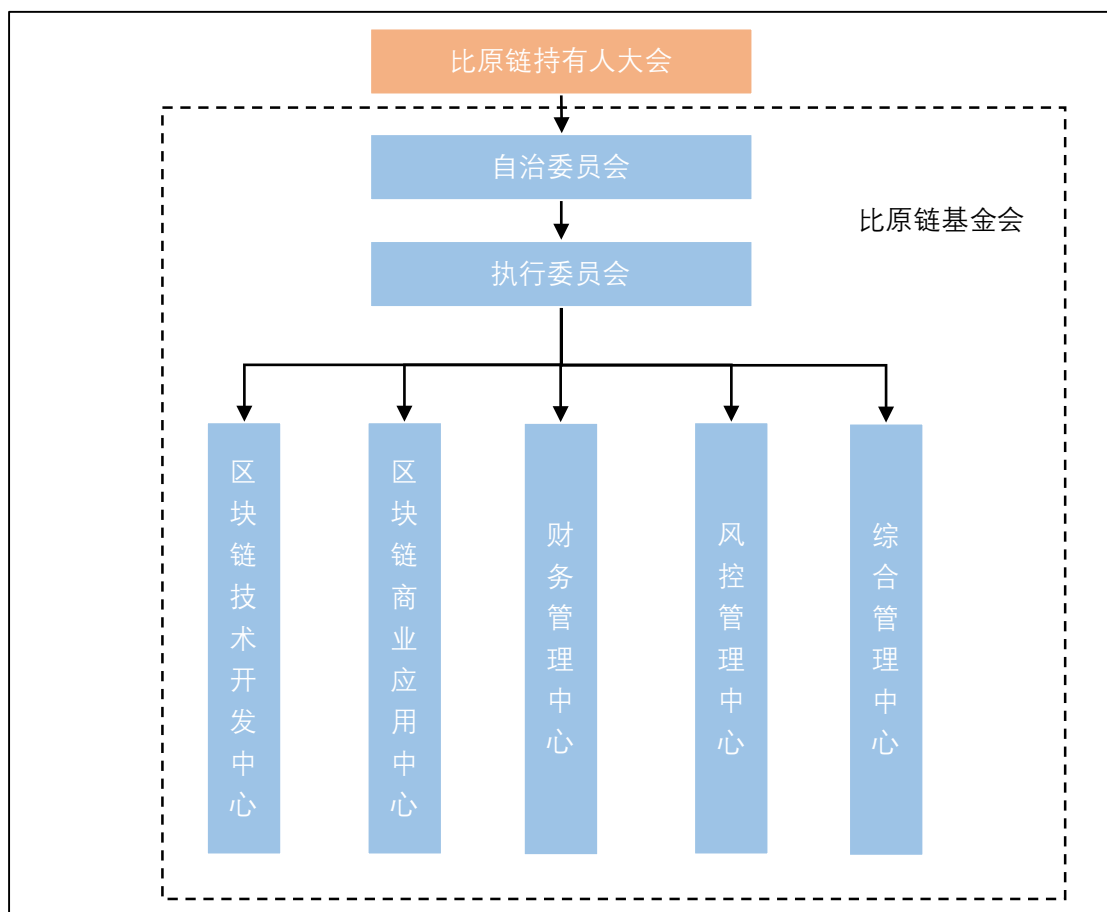 比原链持有人大会
自治委员会
比原链基金会
执行委员会
区块链技术开发中心
区块链商业应用中心
财务管理中心
风控管理中心
综合管理中心